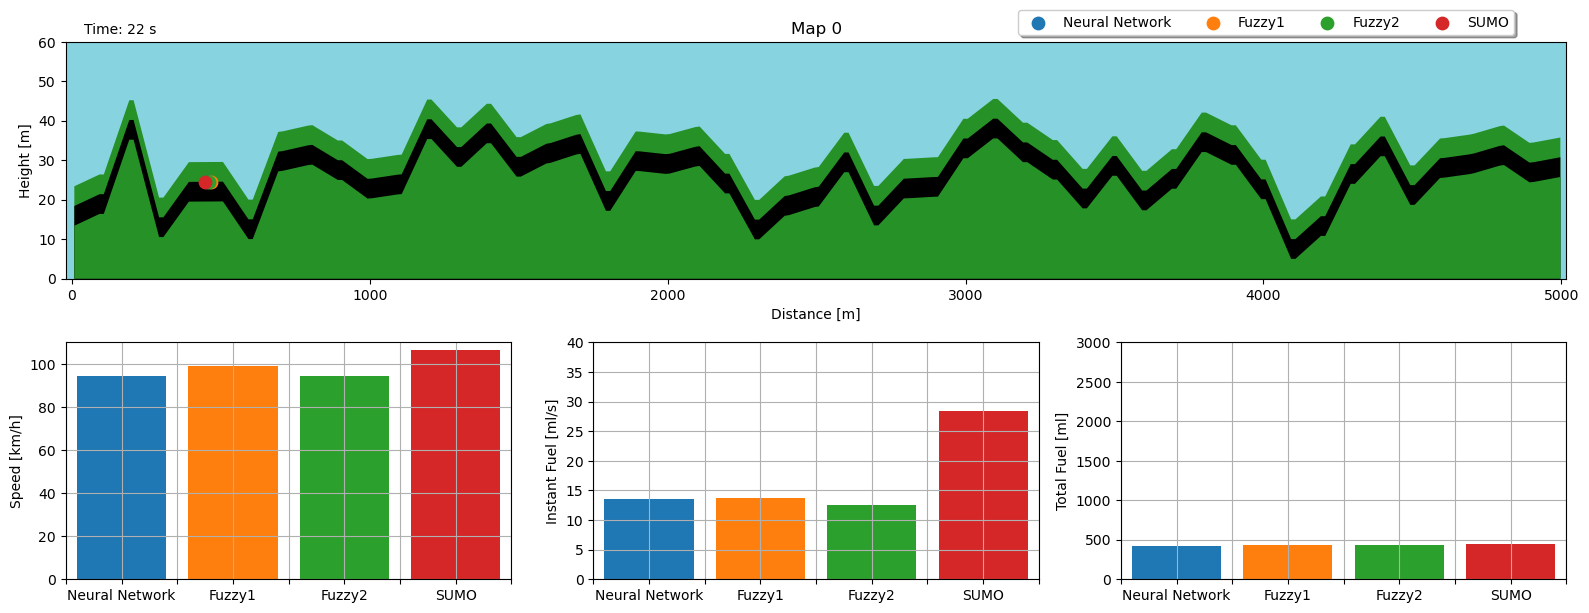 Time: 22 s
Map 0
Neural Network Fuzzy1 Fuzzy2 SUMO
Height [m]
60
50
40
30
20
10
0
0 1000 2000 3000 4000 5000
Distance [m]
Speed [km/h]
100
80
60
40
20
0
Neural Network Fuzzy1 Fuzzy2 SUMO
Instant Fuel [ml/s]
40
35
30
25
20
15
10
5
0
Neural Network Fuzzy1 Fuzzy2 SUMO
Total Fuel [ml]
3000
2500
2000
1500
1000
500
0
Neural Network Fuzzy1 Fuzzy2 SUMO